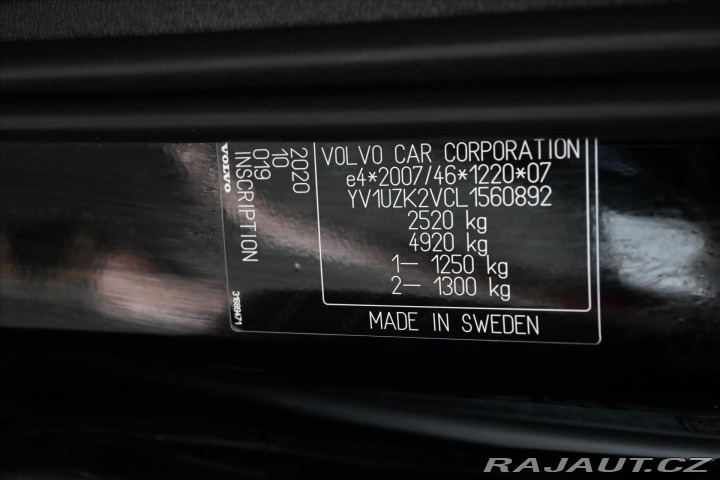 VOLVO CAR CORPORATION
e4*2007/46*1220*07
YV1UZK2VCL1560892
2520 kg
4920 kg
1– 1250 kg
2– 1300 kg
MADE IN SWEDEN
2020
10
019
INSCRIPTION
VOLVO
31689471
RAJAUT.CZ